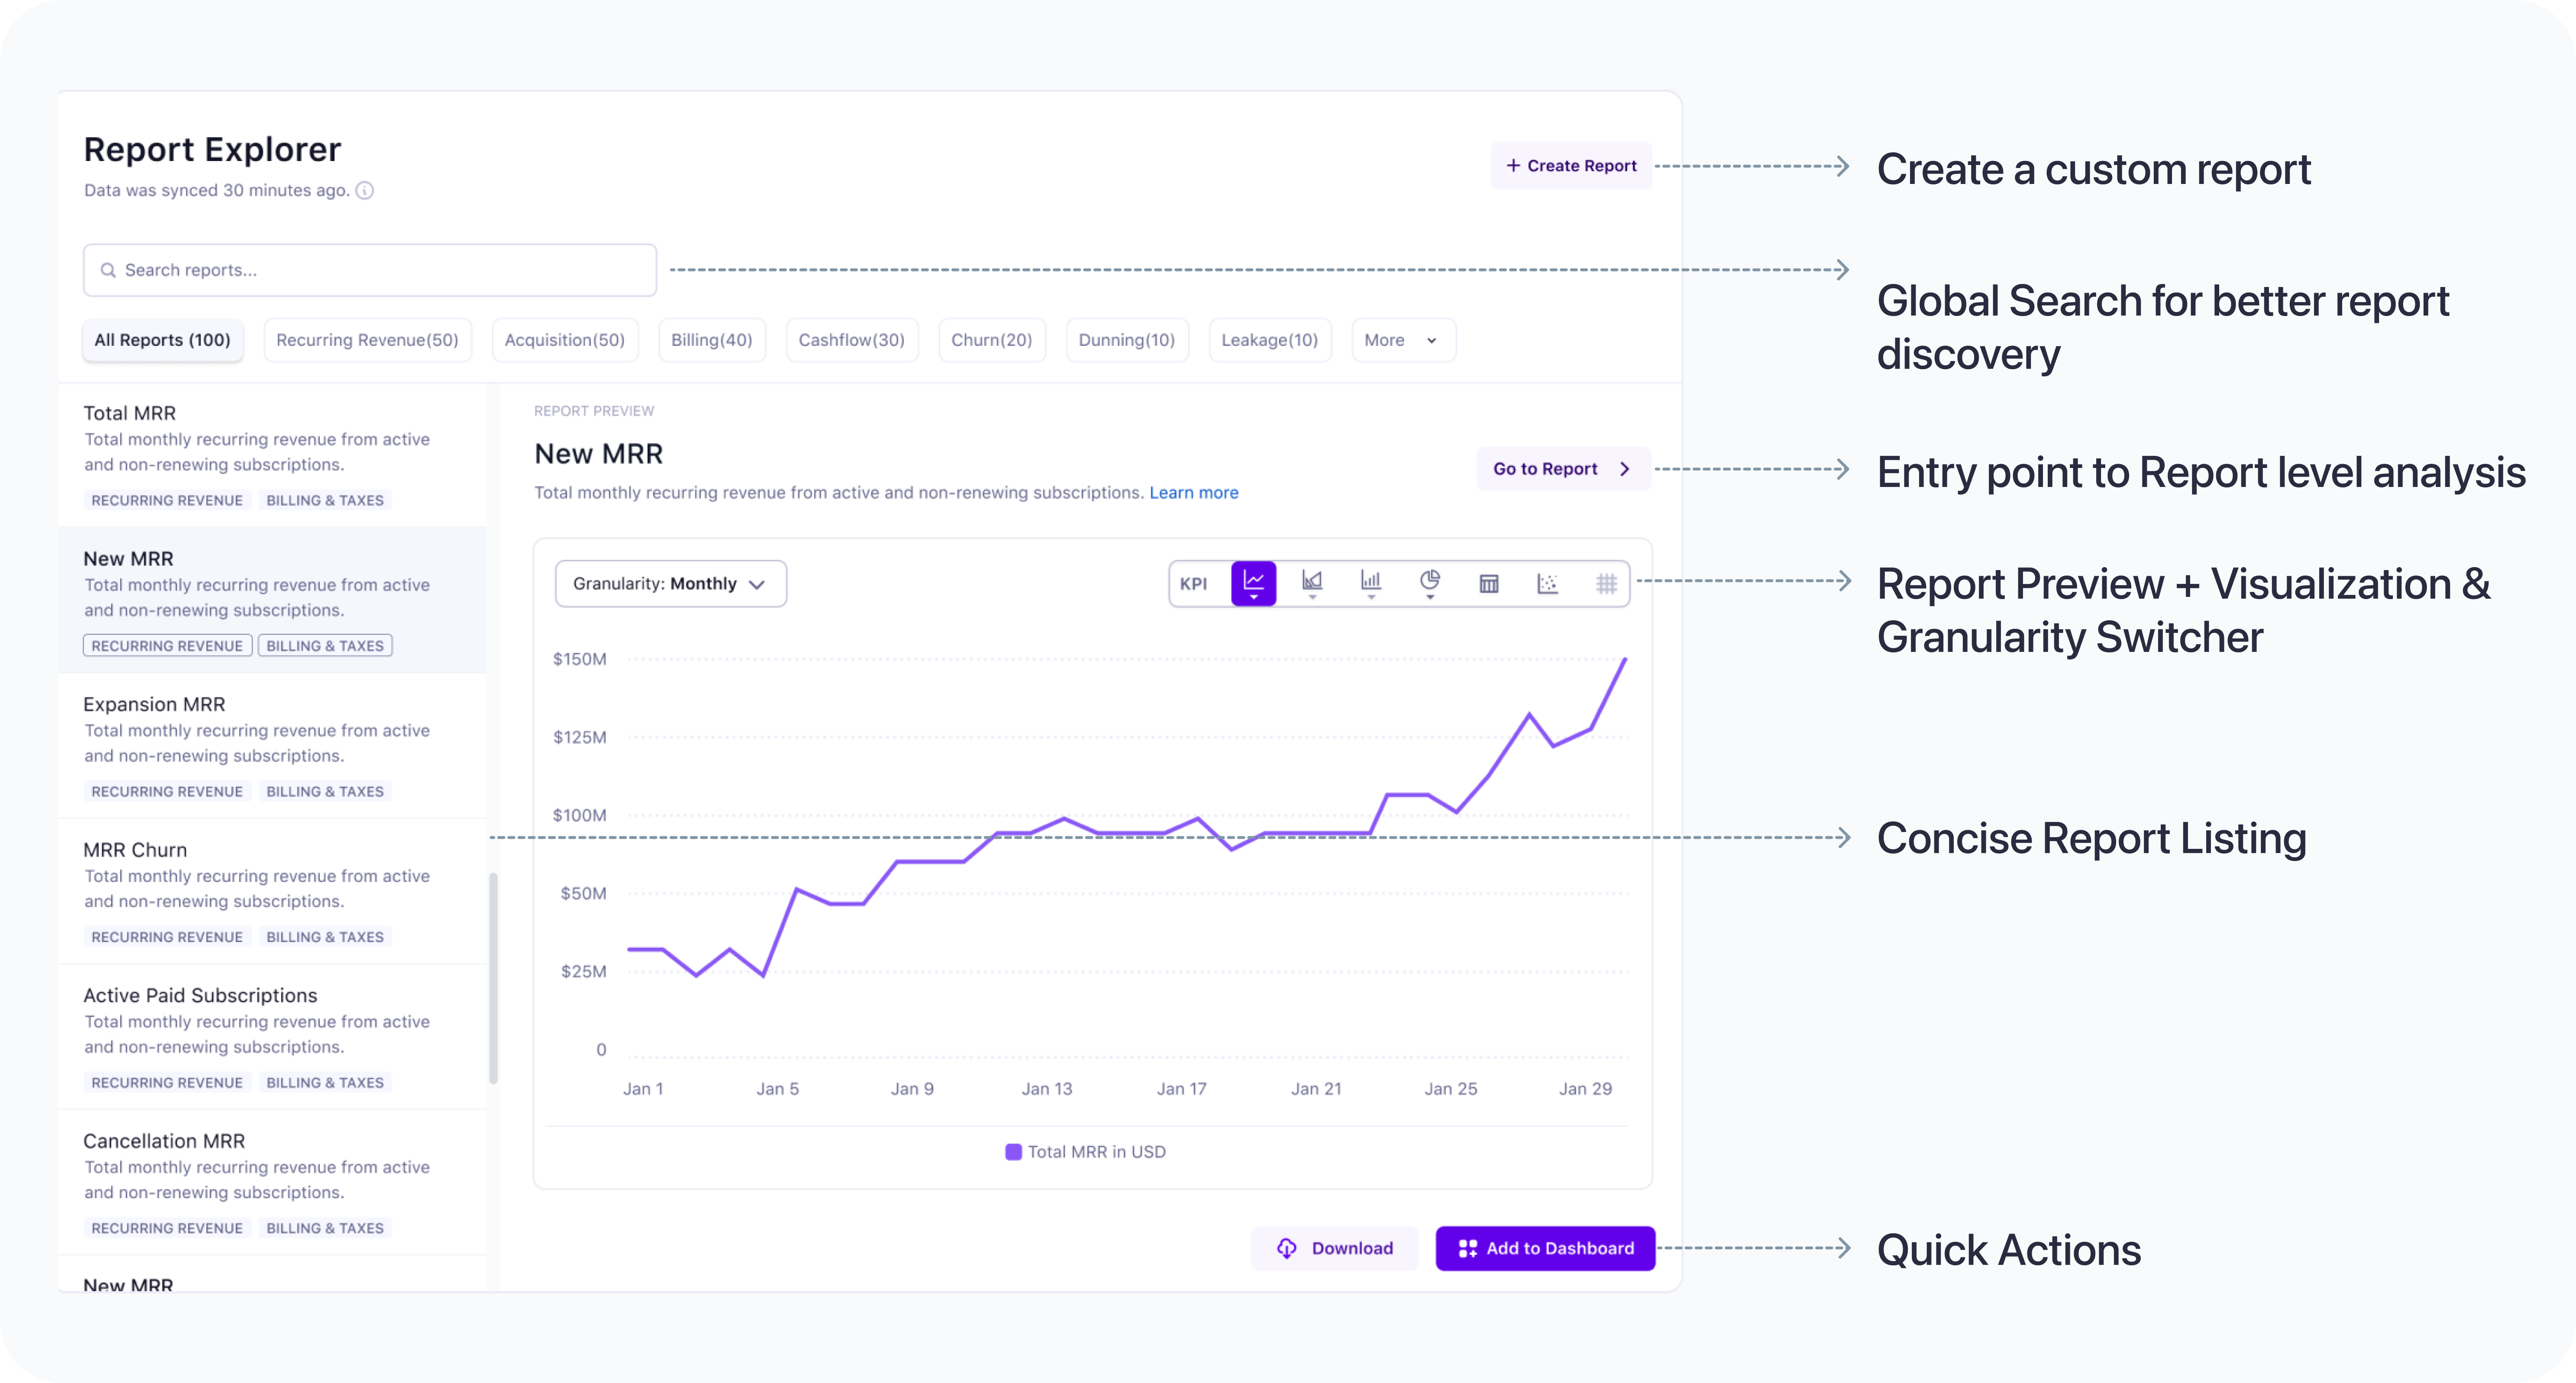 Report Explorer
Data was synced 30 minutes ago.
+ Create Report
Create a custom report
Search reports...
Global Search for better report
discovery
All Reports (100)
Recurring Revenue(50)
Acquisition(50)
Billing(40)
Cashflow(30)
Churn(20)
Dunning(10)
Leakage(10)
More
Total MRR
Total monthly recurring revenue from active
and non-renewing subscriptions.
RECURRING REVENUE
BILLING & TAXES
New MRR
Total monthly recurring revenue from active
and non-renewing subscriptions.
RECURRING REVENUE
BILLING & TAXES
Expansion MRR
Total monthly recurring revenue from active
and non-renewing subscriptions.
RECURRING REVENUE
BILLING & TAXES
MRR Churn
Total monthly recurring revenue from active
and non-renewing subscriptions.
RECURRING REVENUE
BILLING & TAXES
Active Paid Subscriptions
Total monthly recurring revenue from active
and non-renewing subscriptions.
RECURRING REVENUE
BILLING & TAXES
Cancellation MRR
Total monthly recurring revenue from active
and non-renewing subscriptions.
RECURRING REVENUE
BILLING & TAXES
New MRR
REPORT PREVIEW
New MRR
Total monthly recurring revenue from active and non-renewing subscriptions. Learn more
Go to Report
Entry point to Report level analysis
Granularity: Monthly
KPI
Report Preview + Visualization &
Granularity Switcher
$150M
$125M
$100M
$50M
$25M
0
Jan 1
Jan 5
Jan 9
Jan 13
Jan 17
Jan 21
Jan 25
Jan 29
Total MRR in USD
Concise Report Listing
Download
Add to Dashboard
Quick Actions